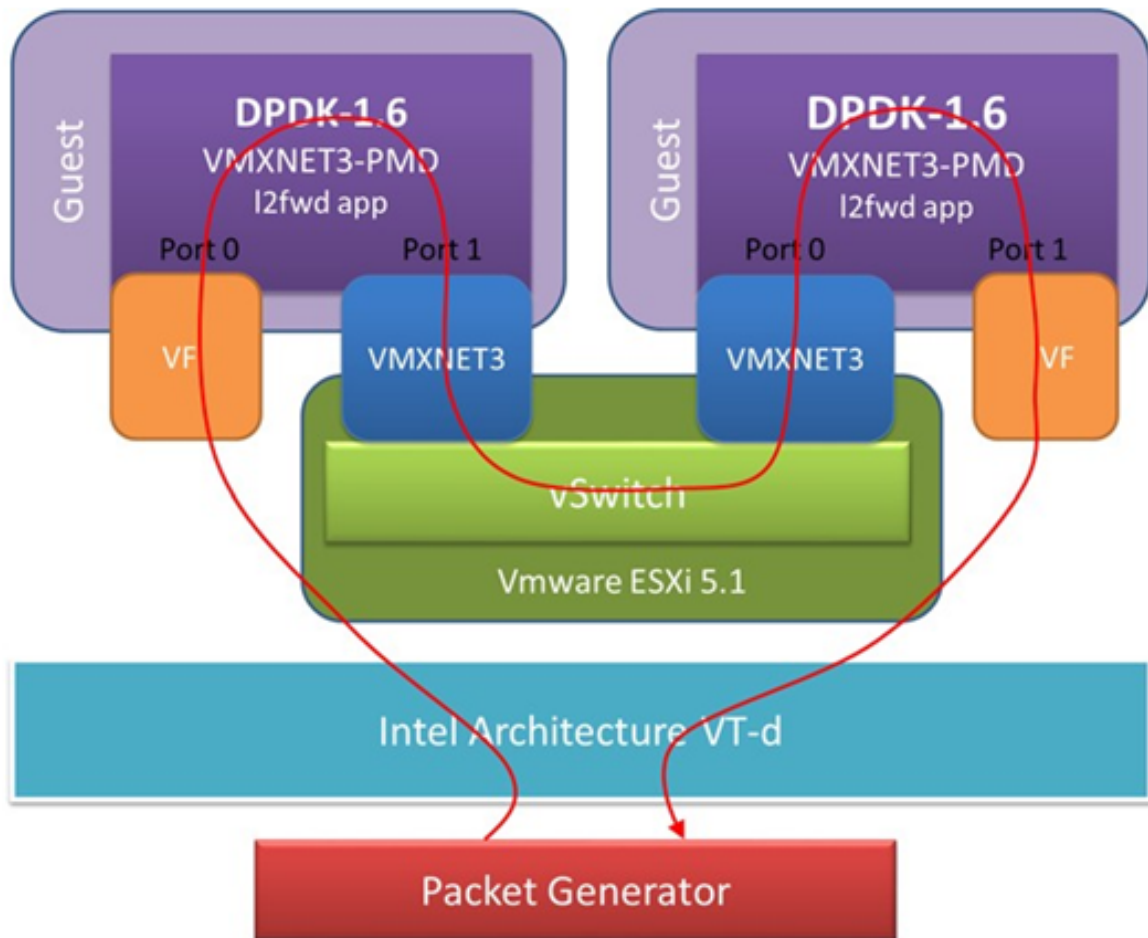 Guest
DPDK-1.6
VMXNET3-PMD
l2fwd app
Port 0
Port 1
VF
VMXNET3
Guest
DPDK-1.6
VMXNET3-PMD
l2fwd app
Port 0
Port 1
VMXNET3
VF
vSwitch
Vmware ESXi 5.1
Intel Architecture VT-d
Packet Generator